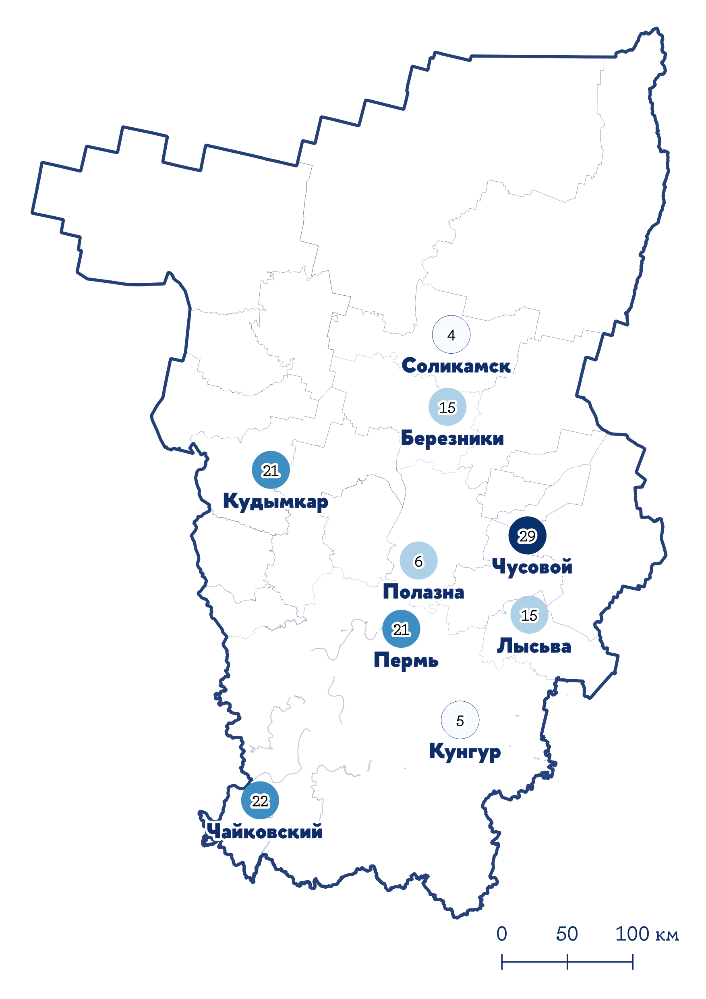 4
Соликамск
15
Березники
21
Кудымкар
29
Чусовой
6
Полазна
15
Лысьва
21
Пермь
5
Кунгур
22
Чайковский
0 50 100 км